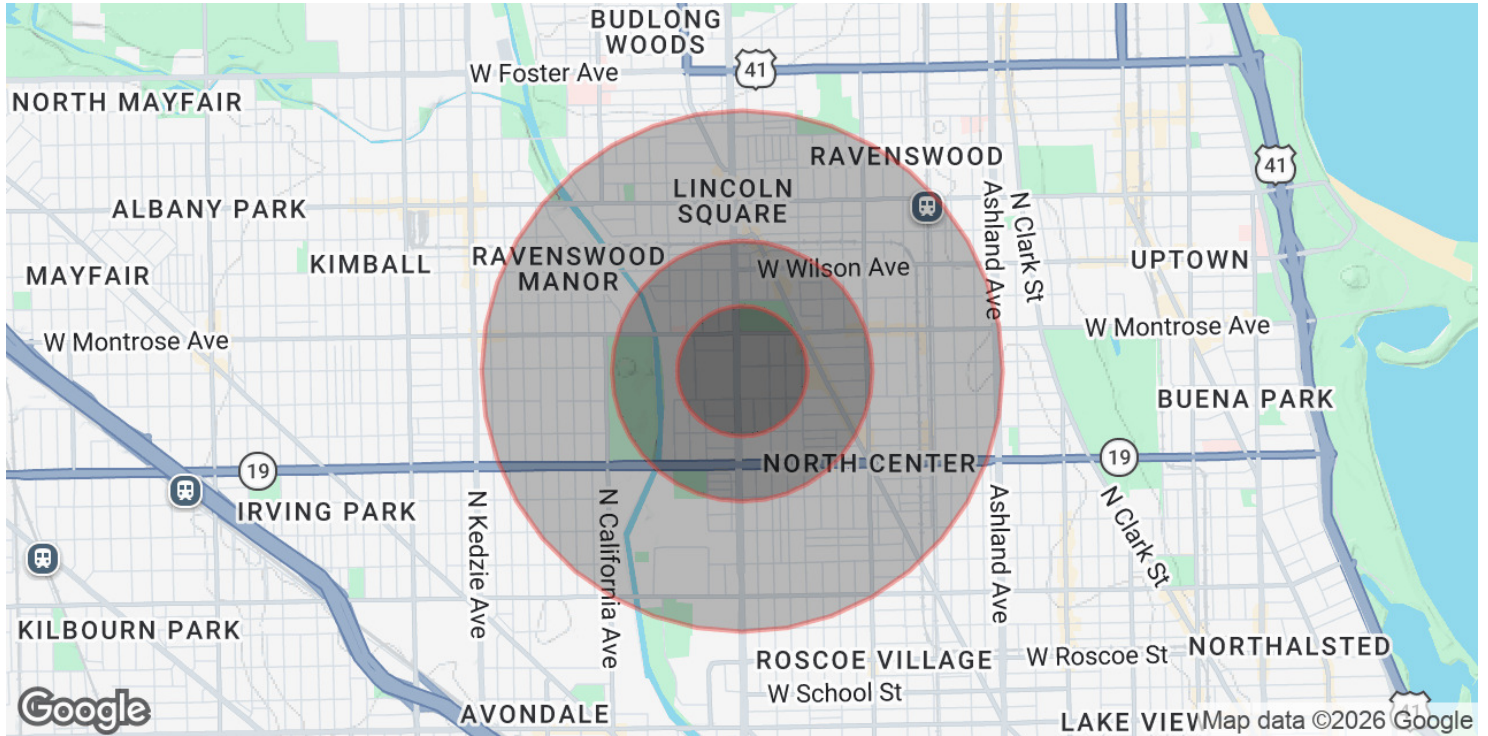 BUDLONG
WOODS
W Foster Ave
41
NORTH MAYFAIR
RAVENSWOOD
41
LINCOLN
SQUARE
ALBANY PARK
Ashland Ave
N Clark St
RAVENSWOOD
MANOR
KIMBALL
W Wilson Ave
UPTOWN
MAYFAIR
W Montrose Ave
W Montrose Ave
BUENA PARK
19
NORTH CENTER
19
IRVING PARK
N Kedzie Ave
N California Ave
Ashland Ave
N Clark St
KILBOURN PARK
ROSCOE VILLAGE
W Roscoe St
NORTHALSTED
W School St
Google
AVONDALE
LAKE VIEW
41
Map data ©2026 Google